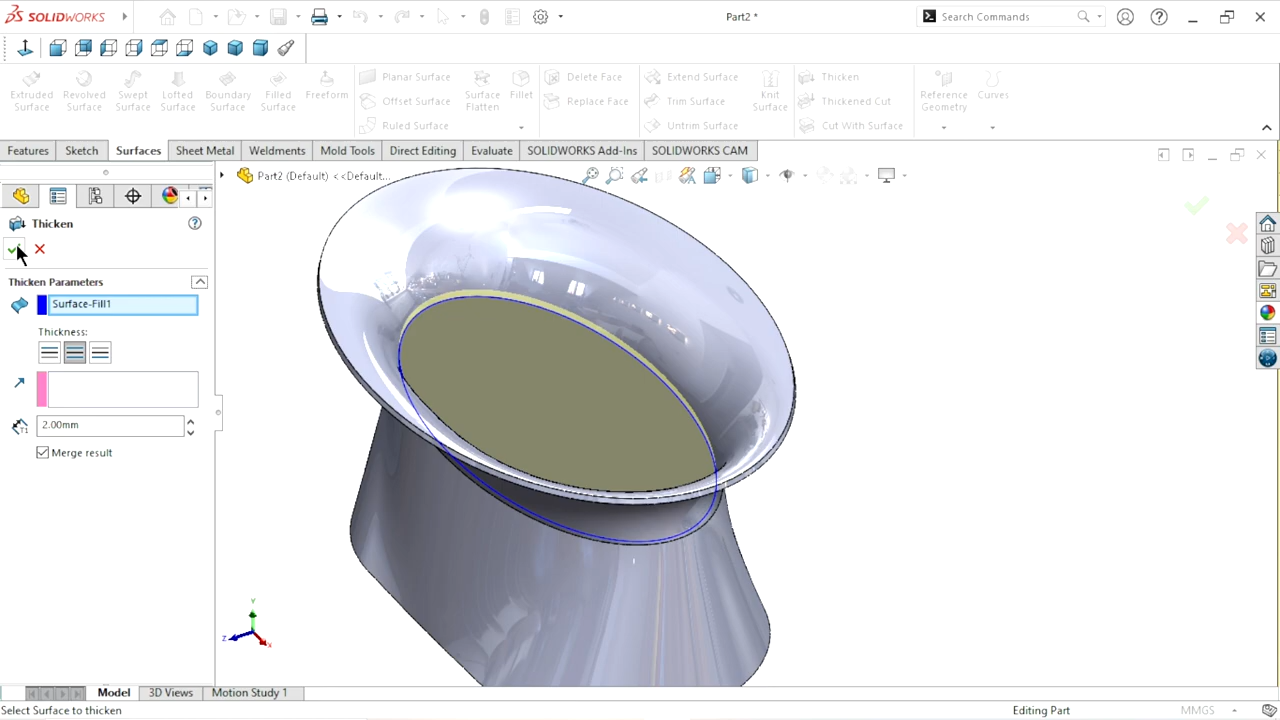 SOLIDWORKS
Part2 *
Search Commands
Extruded Surface
Revolved Surface
Swept Surface
Lofted Surface
Boundary Surface
Filled Surface
Freeform
Planar Surface
Offset Surface
Ruled Surface
Surface Flatten
Fillet
Delete Face
Replace Face
Extend Surface
Trim Surface
Untrim Surface
Knit Surface
Thicken
Thickened Cut
Cut With Surface
Reference Geometry
Curves
Features
Sketch
Surfaces
Sheet Metal
Weldments
Mold Tools
Direct Editing
Evaluate
SOLIDWORKS Add-Ins
SOLIDWORKS CAM
Part2 (Default) <<Default...
Thicken
Thicken Parameters
Surface-Fill1
Thickness:
T1
2.00mm
Merge result
Y
Z
X
Model
3D Views
Motion Study 1
Select Surface to thicken
Editing Part
MMGS